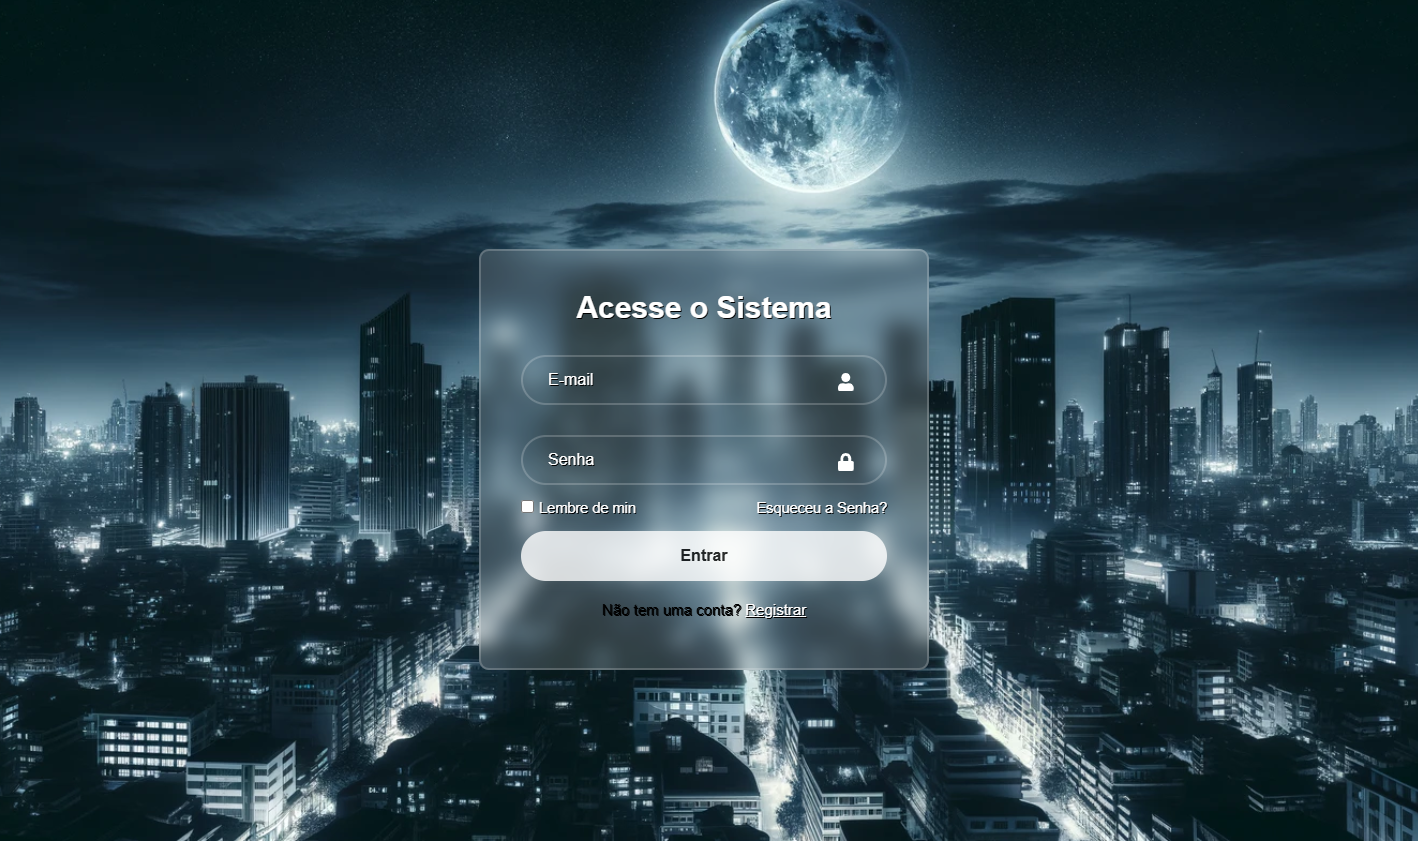 Acesse o Sistema
E-mail
Senha
Lembre de min Esqueceu a Senha?
Entrar
Não tem uma conta? Registrar